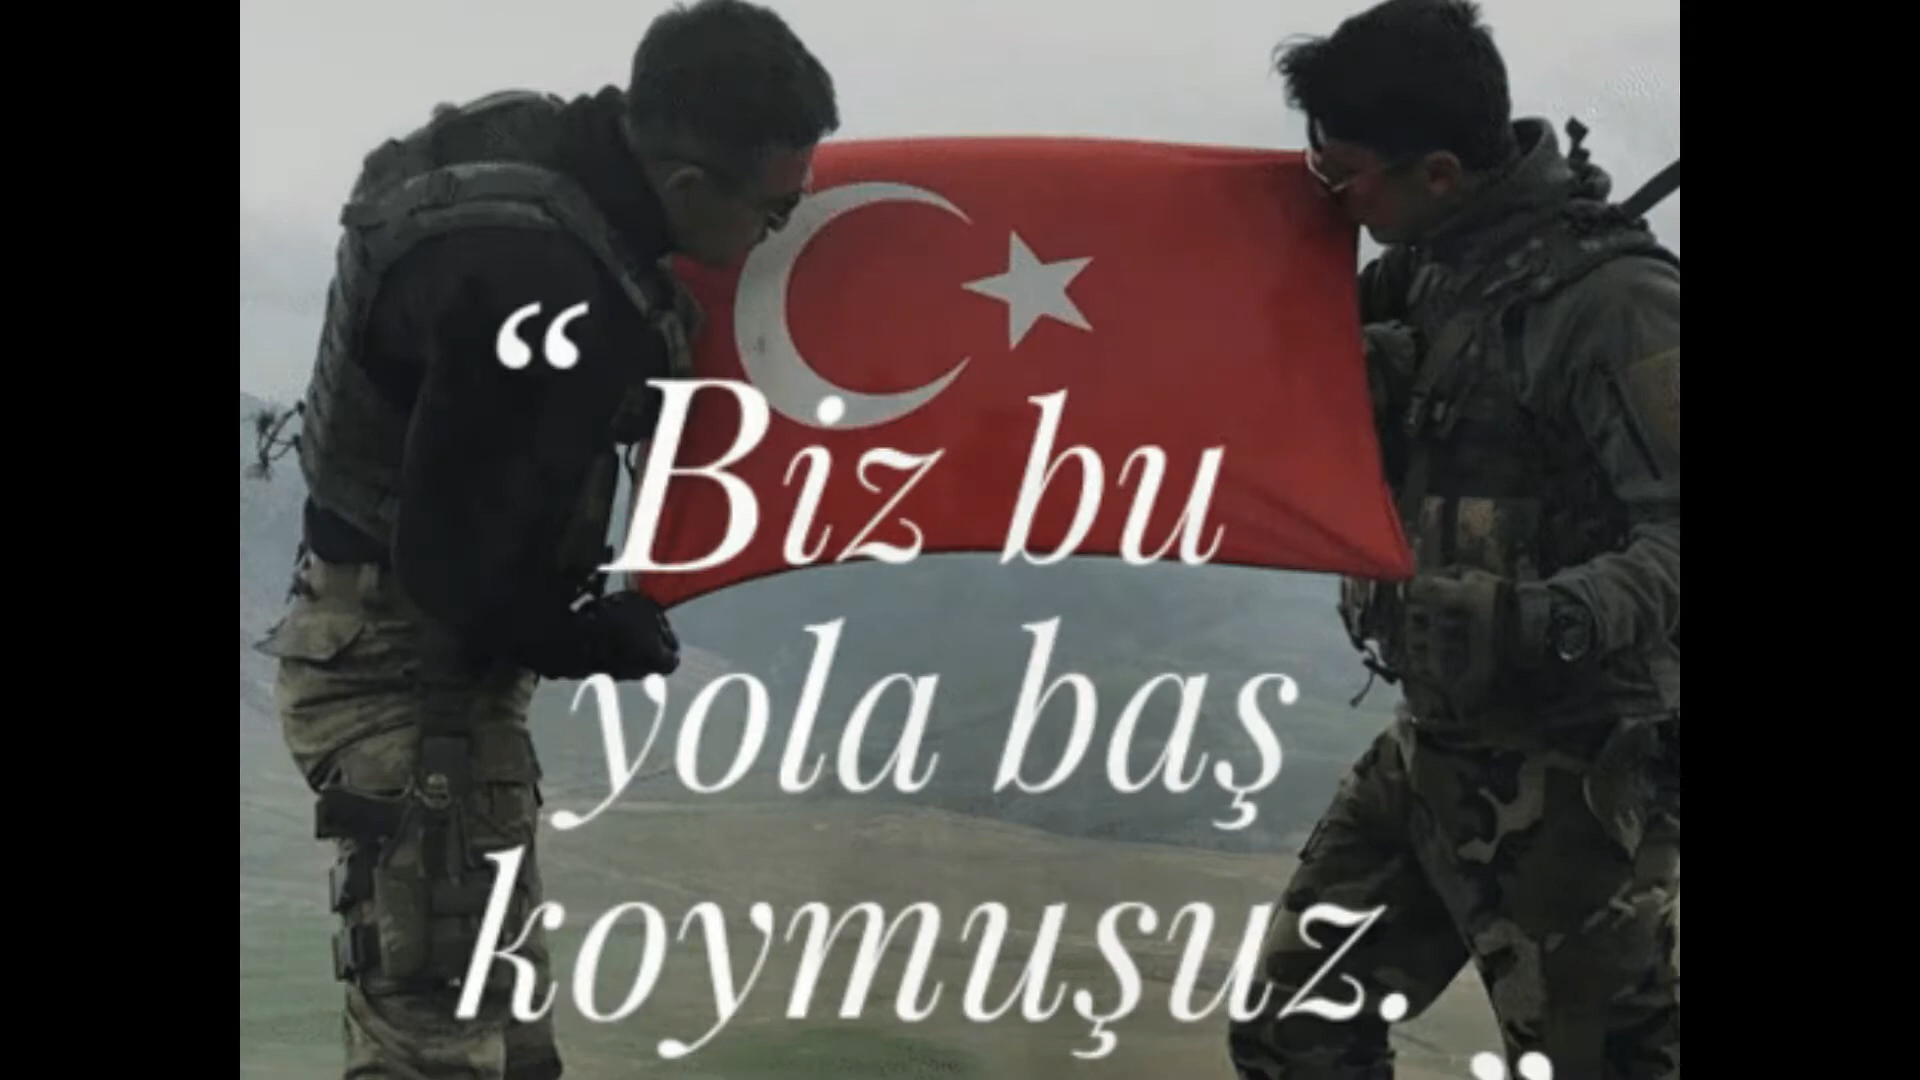 “
Biz bu
yola baş
koymuşuz.
”